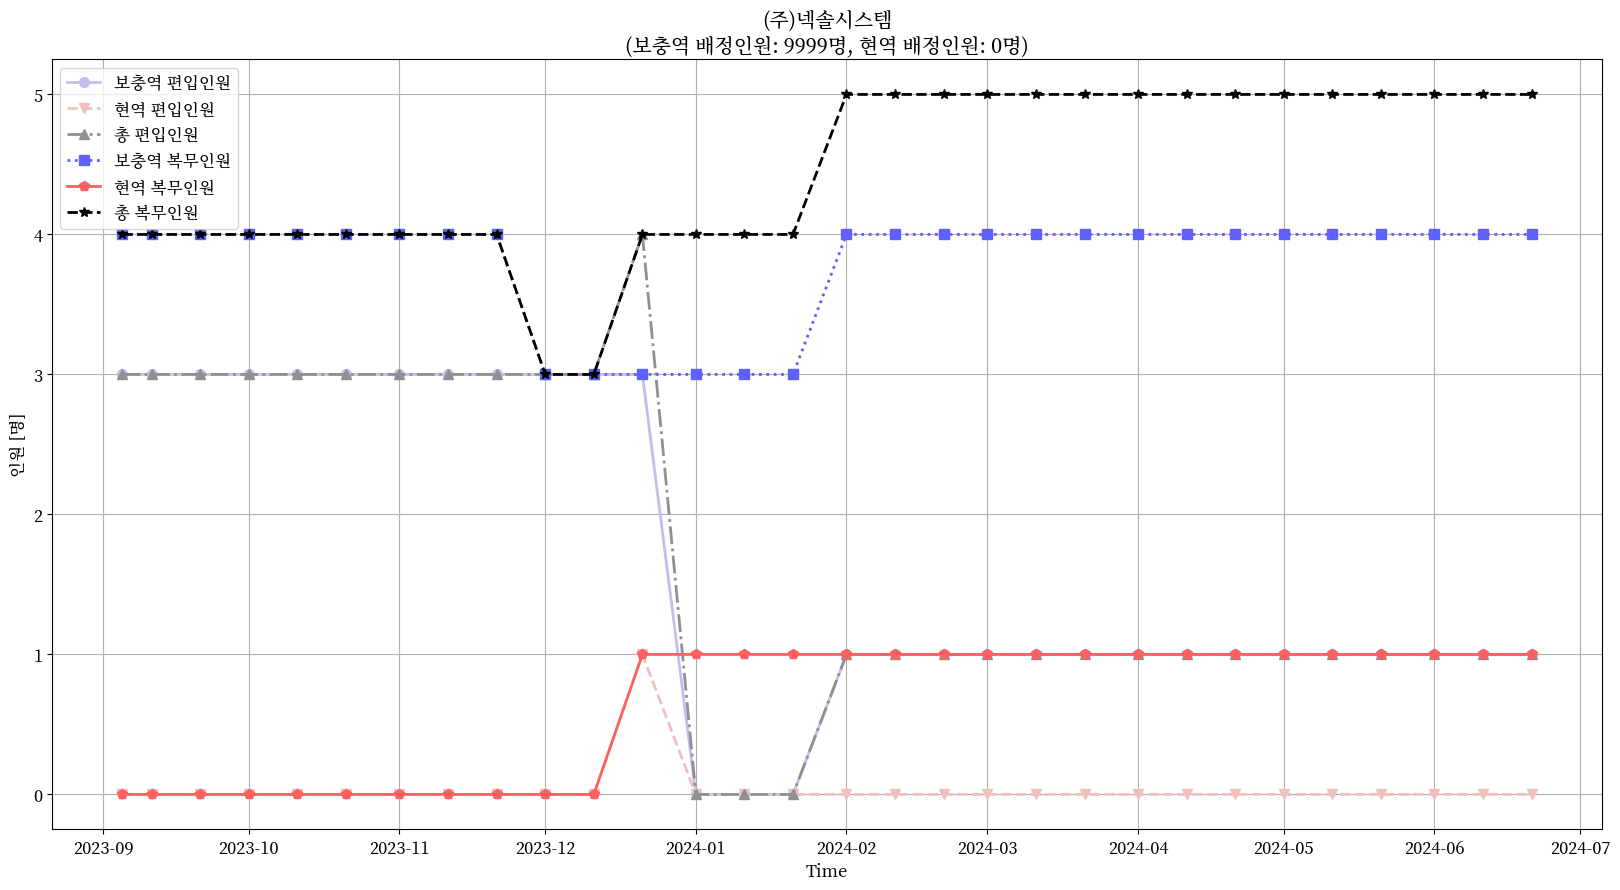 (주)넥솔시스템
(보충역 배정인원: 9999명, 현역 배정인원: 0명)
보충역 편입인원
현역 편입인원
총 편입인원
보충역 복무인원
현역 복무인원
총 복무인원
5
4
3
2
1
0
인원 [명]
2023-09
2023-10
2023-11
2023-12
2024-01
2024-02
2024-03
2024-04
2024-05
2024-06
2024-07
Time